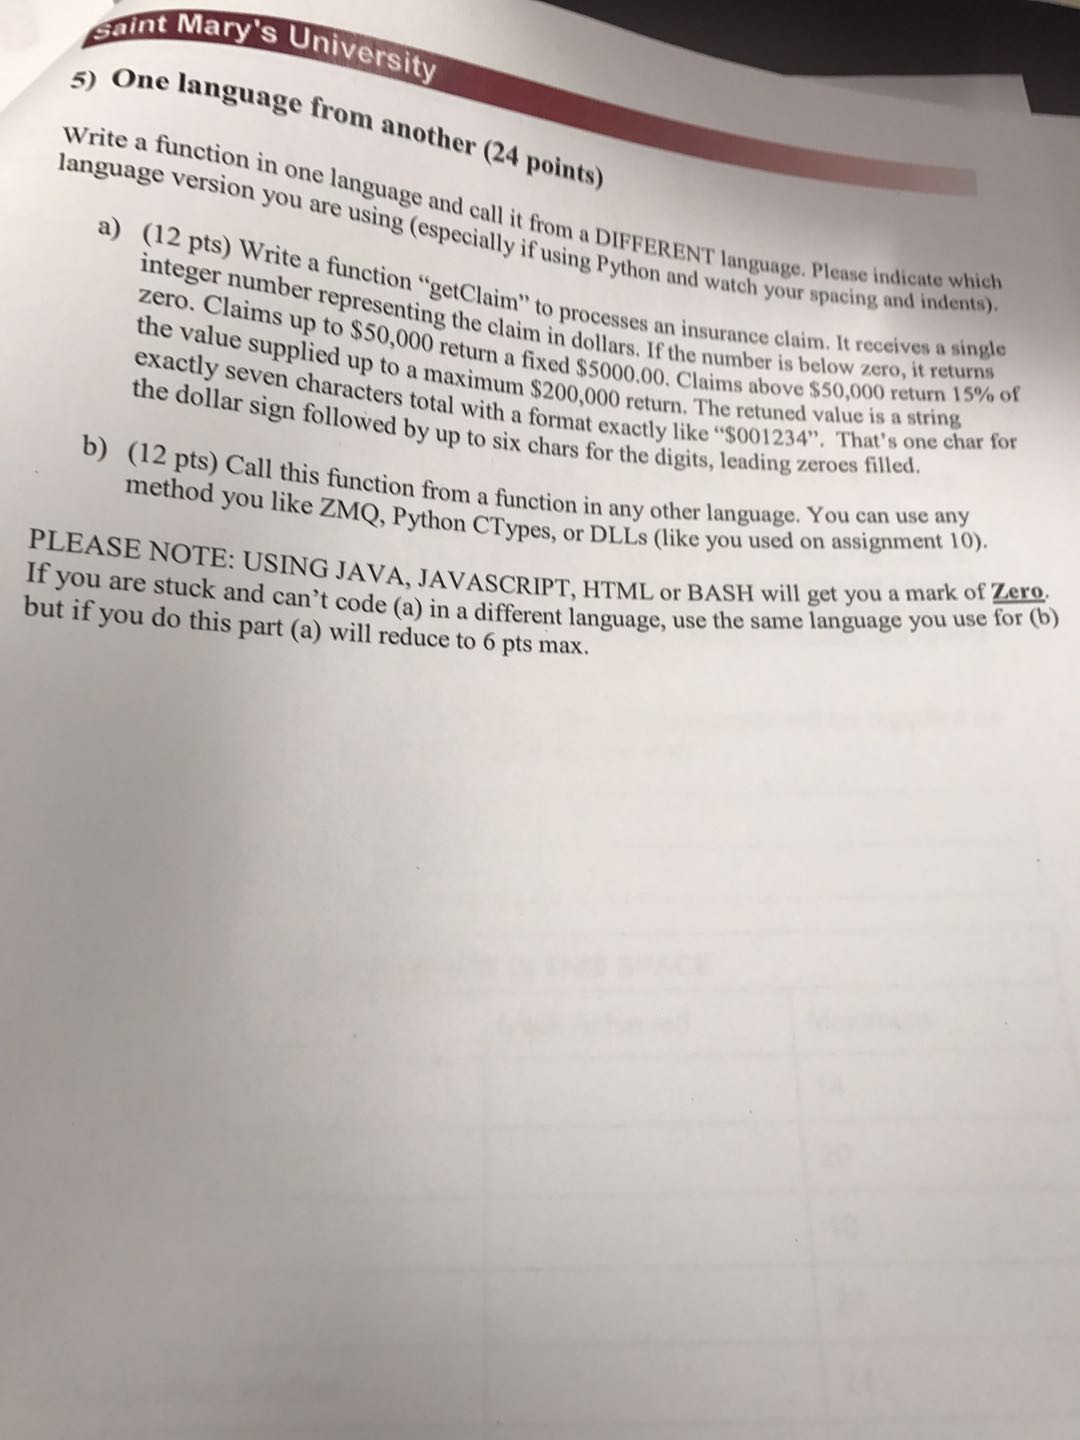 Saint Mary's University
5) One language from another (24 points)
Write a function in one language and call it from a DIFFERENT language. Please indicate which
language version you are using (especially if using Python and watch your spacing and indents).
a) (12 pts) Write a function “getClaim” to processes an insurance claim. It receives a single
integer number representing the claim in dollars. If the number is below zero, it returns
zero. Claims up to $50,000 return a fixed $5000.00. Claims above $50,000 return 15% of
the value supplied up to a maximum $200,000 return. The retuned value is a string
exactly seven characters total with a format exactly like “$001234”. That’s one char for
the dollar sign followed by up to six chars for the digits, leading zeroes filled.
b) (12 pts) Call this function from a function in any other language. You can use any
method you like ZMQ, Python CTypes, or DLLs (like you used on assignment 10).
PLEASE NOTE: USING JAVA, JAVASCRIPT, HTML or BASH will get you a mark of Zero.
If you are stuck and can’t code (a) in a different language, use the same language you use for (b)
but if you do this part (a) will reduce to 6 pts max.